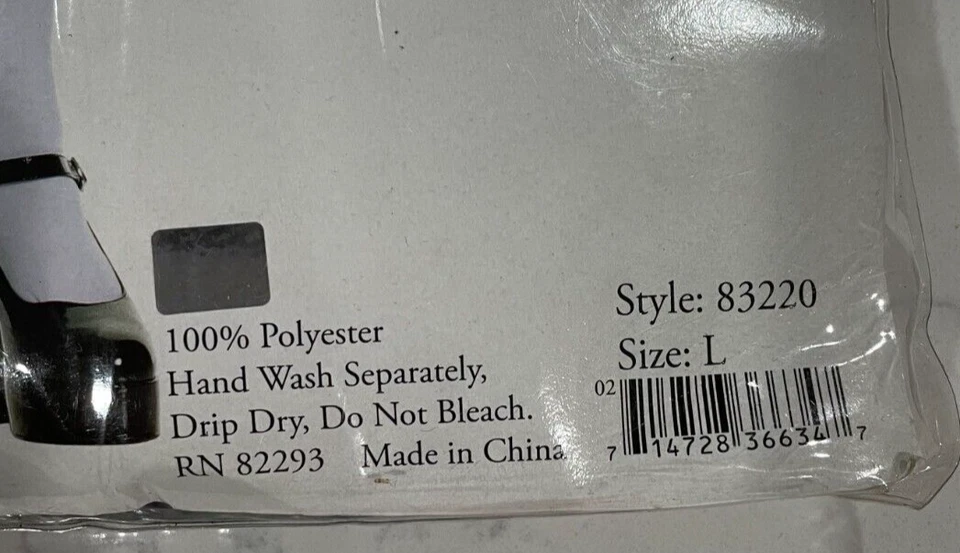 100% Polyester
Hand Wash Separately,
Drip Dry, Do Not Bleach.
RN 82293 Made in China
Style: 83220
Size: L
02
7 14728 36634 7